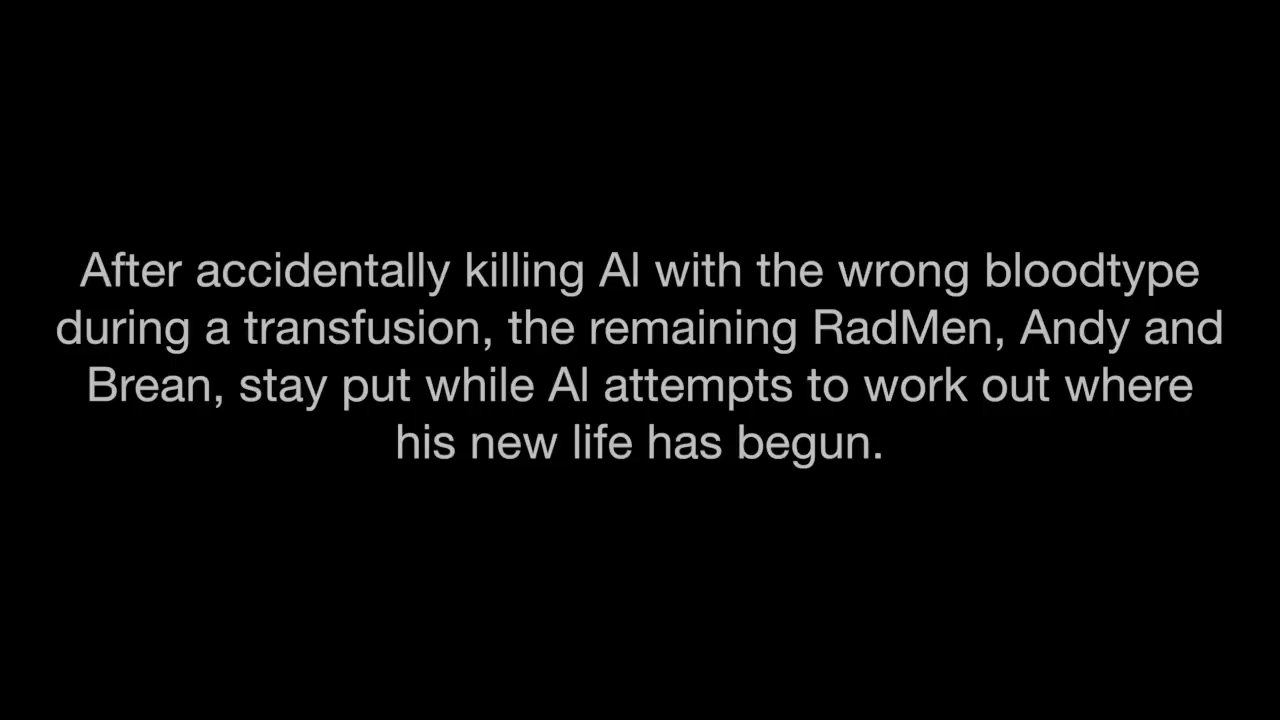 After accidentally killing Al with the wrong bloodtype
during a transfusion, the remaining RadMen, Andy and
Brean, stay put while Al attempts to work out where
his new life has begun.